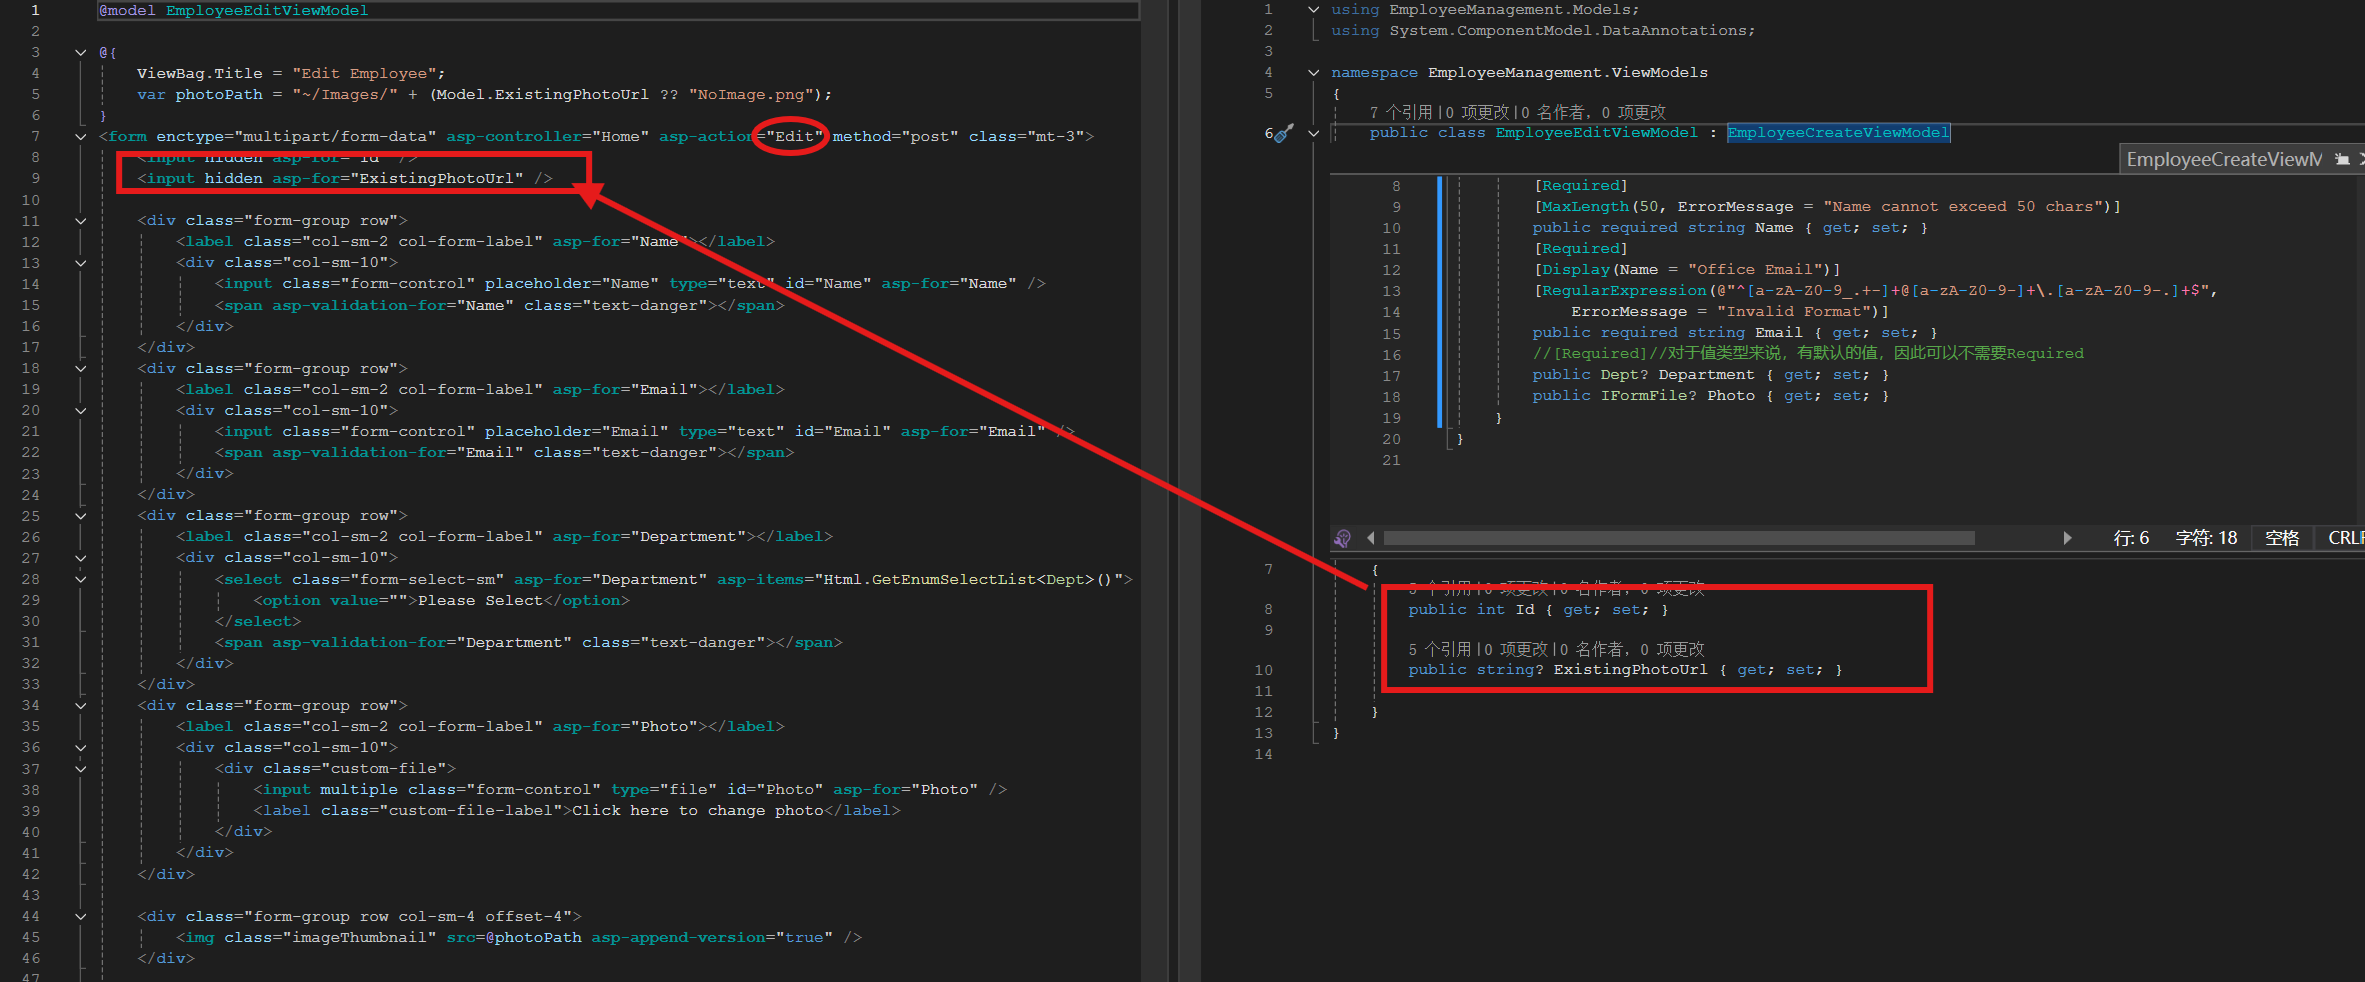 1 @model EmployeeEditViewModel
2
3 @{
4 ViewBag.Title = "Edit Employee";
5 var photoPath = "~/Images/" + (Model.ExistingPhotoUrl ?? "NoImage.png");
6 }
7 <form enctype="multipart/form-data" asp-controller="Home" asp-action="Edit" method="post" class="mt-3">
8 <input hidden asp-for="Id" />
9 <input hidden asp-for="ExistingPhotoUrl" />
10
11 <div class="form-group row">
12 <label class="col-sm-2 col-form-label" asp-for="Name"></label>
13 <div class="col-sm-10">
14 <input class="form-control" placeholder="Name" type="text" id="Name" asp-for="Name" />
15 <span asp-validation-for="Name" class="text-danger"></span>
16 </div>
17 </div>
18 <div class="form-group row">
19 <label class="col-sm-2 col-form-label" asp-for="Email"></label>
20 <div class="col-sm-10">
21 <input class="form-control" placeholder="Email" type="text" id="Email" asp-for="Email" />
22 <span asp-validation-for="Email" class="text-danger"></span>
23 </div>
24 </div>
25 <div class="form-group row">
26 <label class="col-sm-2 col-form-label" asp-for="Department"></label>
27 <div class="col-sm-10">
28 <select class="form-select-sm" asp-for="Department" asp-items="Html.GetEnumSelectList<Dept>()">
29 <option value="">Please Select</option>
30 </select>
31 <span asp-validation-for="Department" class="text-danger"></span>
32 </div>
33 </div>
34 <div class="form-group row">
35 <label class="col-sm-2 col-form-label" asp-for="Photo"></label>
36 <div class="col-sm-10">
37 <div class="custom-file">
38 <input multiple class="form-control" type="file" id="Photo" asp-for="Photo" />
39 <label class="custom-file-label">Click here to change photo</label>
40 </div>
41 </div>
42 </div>
43
44 <div class="form-group row col-sm-4 offset-4">
45 <img class="imageThumbnail" src=@photoPath asp-append-version="true" />
46 </div>
47
1 using EmployeeManagement.Models;
2 using System.ComponentModel.DataAnnotations;
3
4 namespace EmployeeManagement.ViewModels
5 {
7 个引用|0 项更改|0 名作者, 0 项更改
6 public class EmployeeEditViewModel : EmployeeCreateViewModel
EmployeeCreateViewM
8 [Required]
9 [MaxLength(50, ErrorMessage = "Name cannot exceed 50 chars")]
10 public required string Name { get; set; }
11 [Required]
12 [Display(Name = "Office Email")]
13 [RegularExpression(@"^[a-zA-Z0-9_.+-]+@[a-zA-Z0-9-]+\.[a-zA-Z0-9-.]+$",
14 ErrorMessage = "Invalid Format")]
15 public required string Email { get; set; }
16 //[Required]//对于值类型来说，有默认的值，因此可以不需要Required
17 public Dept? Department { get; set; }
18 public IFormFile? Photo { get; set; }
19 }
20 }
21
行: 6 字符: 18 空格 CRLF
7 {
5 个引用|0 项更改|0 名作者, 0 项更改
8 public int Id { get; set; }
9
5 个引用|0 项更改|0 名作者, 0 项更改
10 public string? ExistingPhotoUrl { get; set; }
11
12 }
13 }
14